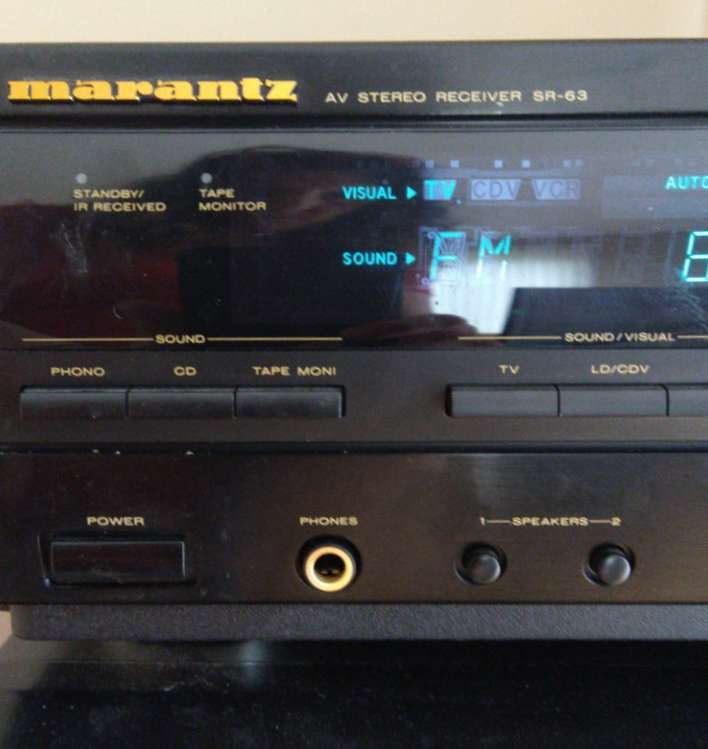 marantz AV STEREO RECEIVER SR-63
STANDBY/
IR RECEIVED
TAPE
MONITOR
VISUAL ▶ TV CDV VCR AUTO
SOUND ▶ FM
SOUND SOUND/VISUAL
PHONO CD TAPE MONI TV LD/CDV
POWER PHONES 1 SPEAKERS 2